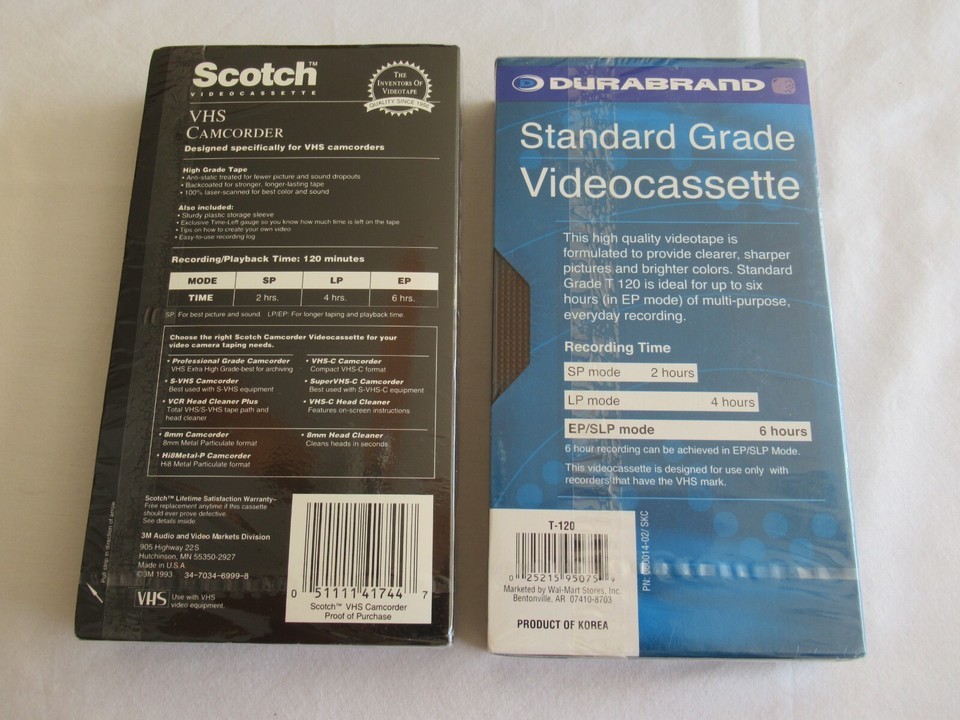 Scotch™
VIDEOCASSETTE
THE
INVENTORS OF
VIDEOTAPE
QUALITY SINCE 1902
VHS
CAMCORDER
Designed specifically for VHS camcorders
High Grade Tape
• Anti-static treated for fewer picture and sound dropouts
• Backcoated for stronger, longer-lasting tape
• 100% laser-scanned for best color and sound
Also included:
• Sturdy plastic storage sleeve
• Exclusive Time-Left gauge so you know how much time is left on the tape
• Tips on how to create your own video
• Easy-to-use recording log
Recording/Playback Time: 120 minutes
MODE SP LP EP
TIME 2 hrs. 4 hrs. 6 hrs.
SP: For best picture and sound. LP/EP: For longer taping and playback time.
Choose the right Scotch Camcorder Videocassette for your
video camera taping needs.
• Professional Grade Camcorder
VHS Extra High Grade-best for archiving
• S-VHS Camcorder
Best used with S-VHS equipment
• VCR Head Cleaner Plus
Total VHS/S-VHS tape path and
head cleaner
• VHS-C Camcorder
Compact VHS-C format
• SuperVHS-C Camcorder
Best used with S-VHS-C equipment
• VHS-C Head Cleaner
Features on-screen instructions
• 8mm Camcorder
8mm Metal Particulate format
• Hi8Metal-P Camcorder
Hi8 Metal Particulate format
• 8mm Head Cleaner
Cleans heads in seconds
Scotch™ Lifetime Satisfaction Warranty–
Free replacement anytime if this cassette
should ever prove defective.
See details inside.
3M Audio and Video Markets Division
905 Highway 22S
Hutchinson, MN 55350-2927
Made in U.S.A.
©3M 1993 34-7034-6999-8
VHS Use with VHS
video equipment
0 51111 41744 7
Scotch™ VHS Camcorder
Proof of Purchase
Pull strip in direction of arrow
DURABRAND
Standard Grade
Videocassette
This high quality videotape is
formulated to provide clearer, sharper
pictures and brighter colors. Standard
Grade T 120 is ideal for up to six
hours (in EP mode) of multi-purpose,
everyday recording.
Recording Time
SP mode 2 hours
LP mode 4 hours
EP/SLP mode 6 hours
6 hour recording can be achieved in EP/SLP Mode.
This videocassette is designed for use only with
recorders that have the VHS mark.
T-120
0 25215 95075 9
Marketed by Wal-Mart Stores, Inc.
Bentonville, AR 07410-8703
PRODUCT OF KOREA